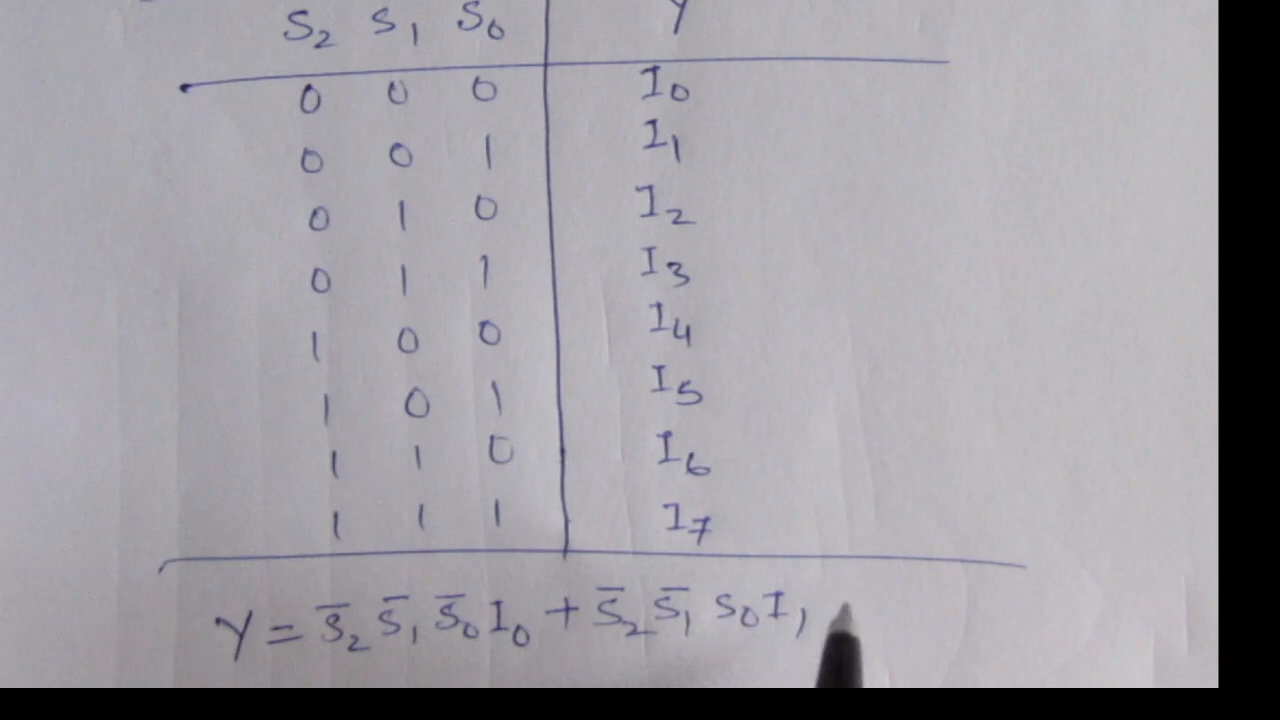 S₂ S₁ S₀ Y
0 0 0 I₀
0 0 1 I₁
0 1 0 I₂
0 1 1 I₃
1 0 0 I₄
1 0 1 I₅
1 1 0 I₆
1 1 1 I₇
Y = S̅₂ S̅₁ S̅₀ I₀ + S̅₂ S̅₁ S₀ I₁